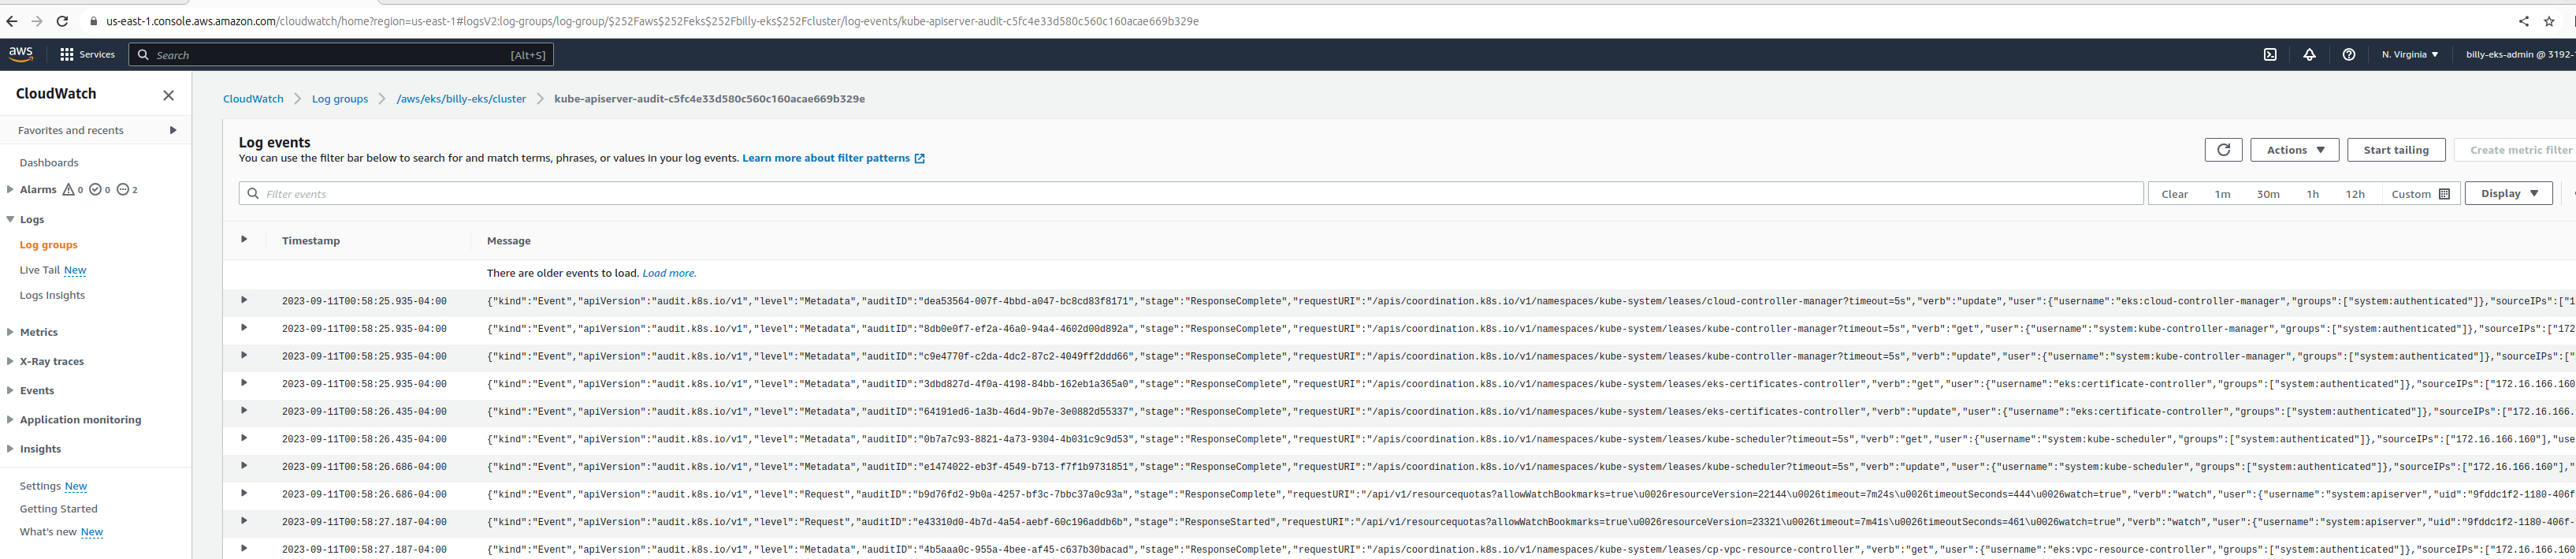 us-east-1.console.aws.amazon.com/cloudwatch/home?region=us-east-1#logsV2:log-groups/log-group/$252Faws$252Feks$252Fbilly-eks$252Fcluster/log-events/kube-apiserver-audit-c5fc4e33d580c560c160acae669b329e
aws Services Search [Alt+S] N. Virginia billy-eks-admin @ 3192-
CloudWatch
Favorites and recents
Dashboards
Alarms 0 0 2
Logs
Log groups
Live Tail New
Logs Insights
Metrics
X-Ray traces
Events
Application monitoring
Insights
Settings New
Getting Started
What's new New
CloudWatch Log groups /aws/eks/billy-eks/cluster kube-apiserver-audit-c5fc4e33d580c560c160acae669b329e
Log events
You can use the filter bar below to search for and match terms, phrases, or values in your log events. Learn more about filter patterns
Actions Start tailing Create metric filter
Filter events Clear 1m 30m 1h 12h Custom Display
Timestamp Message
There are older events to load. Load more.
2023-09-11T00:58:25.935-04:00 {"kind":"Event","apiVersion":"audit.k8s.io/v1","level":"Metadata","auditID":"dea53564-007f-4bbd-a047-bc8cd83f8171","stage":"ResponseComplete","requestURI":"/apis/coordination.k8s.io/v1/namespaces/kube-system/leases/cloud-controller-manager?timeout=5s","verb":"update","user":{"username":"eks:cloud-controller-manager","groups":["system:authenticated"]},"sourceIPs":["1
2023-09-11T00:58:25.935-04:00 {"kind":"Event","apiVersion":"audit.k8s.io/v1","level":"Metadata","auditID":"8db0e0f7-ef2a-46a0-94a4-4602d00d892a","stage":"ResponseComplete","requestURI":"/apis/coordination.k8s.io/v1/namespaces/kube-system/leases/kube-controller-manager?timeout=5s","verb":"get","user":{"username":"system:kube-controller-manager","groups":["system:authenticated"]},"sourceIPs":["172
2023-09-11T00:58:25.935-04:00 {"kind":"Event","apiVersion":"audit.k8s.io/v1","level":"Metadata","auditID":"c9e4770f-c2da-4dc2-87c2-4049ff2ddd66","stage":"ResponseComplete","requestURI":"/apis/coordination.k8s.io/v1/namespaces/kube-system/leases/kube-controller-manager?timeout=5s","verb":"update","user":{"username":"system:kube-controller-manager","groups":["system:authenticated"]},"sourceIPs":["
2023-09-11T00:58:25.935-04:00 {"kind":"Event","apiVersion":"audit.k8s.io/v1","level":"Metadata","auditID":"3dbd827d-4f0a-4198-84bb-162eb1a365a0","stage":"ResponseComplete","requestURI":"/apis/coordination.k8s.io/v1/namespaces/kube-system/leases/eks-certificates-controller","verb":"get","user":{"username":"eks:certificate-controller","groups":["system:authenticated"]},"sourceIPs":["172.16.166.160
2023-09-11T00:58:26.435-04:00 {"kind":"Event","apiVersion":"audit.k8s.io/v1","level":"Metadata","auditID":"64191ed6-1a3b-46d4-9b7e-3e0882d55337","stage":"ResponseComplete","requestURI":"/apis/coordination.k8s.io/v1/namespaces/kube-system/leases/eks-certificates-controller","verb":"update","user":{"username":"eks:certificate-controller","groups":["system:authenticated"]},"sourceIPs":["172.16.166.
2023-09-11T00:58:26.435-04:00 {"kind":"Event","apiVersion":"audit.k8s.io/v1","level":"Metadata","auditID":"0b7a7c93-8821-4a73-9304-4b031c9c9d53","stage":"ResponseComplete","requestURI":"/apis/coordination.k8s.io/v1/namespaces/kube-system/leases/kube-scheduler?timeout=5s","verb":"get","user":{"username":"system:kube-scheduler","groups":["system:authenticated"]},"sourceIPs":["172.16.166.160"],"use
2023-09-11T00:58:26.686-04:00 {"kind":"Event","apiVersion":"audit.k8s.io/v1","level":"Metadata","auditID":"e1474022-eb3f-4549-b713-f7f1b9731851","stage":"ResponseComplete","requestURI":"/apis/coordination.k8s.io/v1/namespaces/kube-system/leases/kube-scheduler?timeout=5s","verb":"update","user":{"username":"system:kube-scheduler","groups":["system:authenticated"]},"sourceIPs":["172.16.166.160"],"
2023-09-11T00:58:26.686-04:00 {"kind":"Event","apiVersion":"audit.k8s.io/v1","level":"Request","auditID":"b9d76fd2-9b0a-4257-bf3c-7bbc37a0c93a","stage":"ResponseComplete","requestURI":"/api/v1/resourcequotas?allowWatchBookmarks=true\u0026resourceVersion=22144\u0026timeout=7m24s\u0026timeoutSeconds=444\u0026watch=true","verb":"watch","user":{"username":"system:apiserver","uid":"9fddc1f2-1180-406f
2023-09-11T00:58:27.187-04:00 {"kind":"Event","apiVersion":"audit.k8s.io/v1","level":"Request","auditID":"e43310d0-4b7d-4a54-aebf-60c196addb6b","stage":"ResponseStarted","requestURI":"/api/v1/resourcequotas?allowWatchBookmarks=true\u0026resourceVersion=23321\u0026timeout=7m41s\u0026timeoutSeconds=461\u0026watch=true","verb":"watch","user":{"username":"system:apiserver","uid":"9fddc1f2-1180-406f-
2023-09-11T00:58:27.187-04:00 {"kind":"Event","apiVersion":"audit.k8s.io/v1","level":"Metadata","auditID":"4b5aaa0c-955a-4bee-af45-c637b30bacad","stage":"ResponseComplete","requestURI":"/apis/coordination.k8s.io/v1/namespaces/kube-system/leases/cp-vpc-resource-controller","verb":"get","user":{"username":"eks:vpc-resource-controller","groups":["system:authenticated"]},"sourceIPs":["172.16.166.160